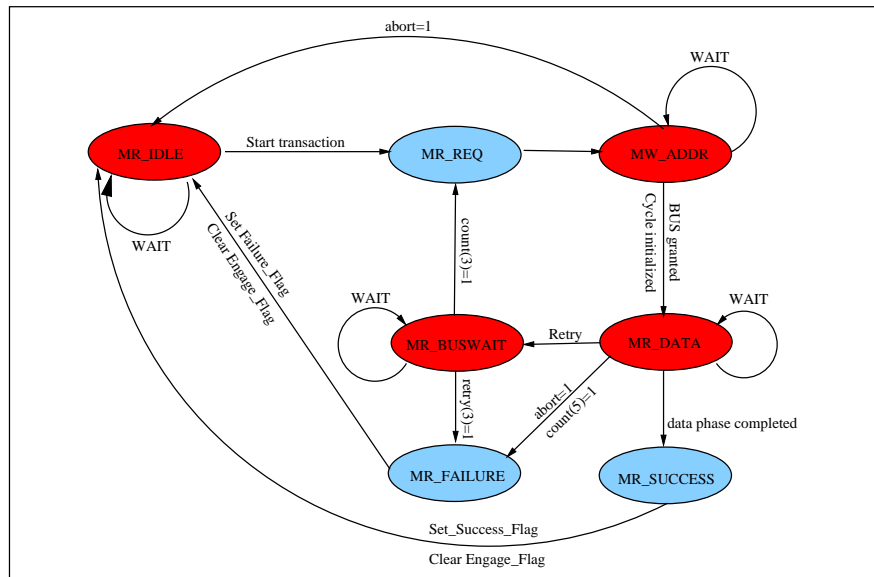 abort=1
WAIT
MR_IDLE
Start transaction
MR_REQ
MW_ADDR
WAIT
Set Failure_Flag
Clear Engage_Flag
count(3)=1
BUS granted
Cycle initialized
WAIT
WAIT
MR_BUSWAIT
Retry
MR_DATA
retry(3)=1
abort=1
count(5)=1
data phase completed
MR_FAILURE
MR_SUCCESS
Set_Success_Flag
Clear Engage_Flag